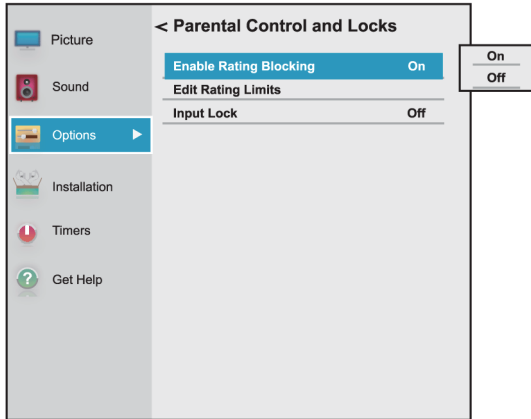 < Parental Control and Locks
Picture
Enable Rating Blocking On
On
Off
Sound
Edit Rating Limits
Input Lock Off
Options
Installation
Timers
Get Help